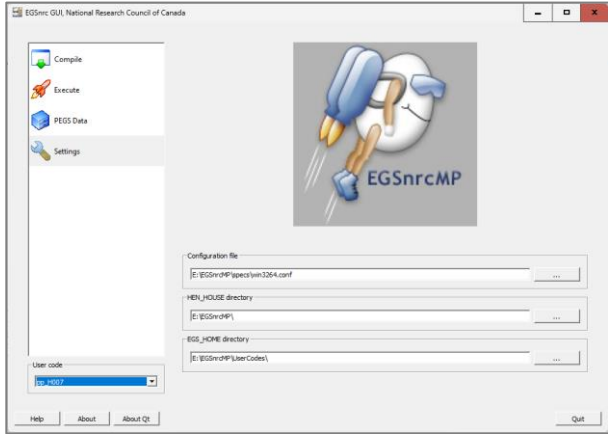 EGSnrc GUI, National Research Council of Canada
Compile
Execute
PEGS Data
Settings
EGSnrcMP
Configuration file
E:\EGSnrcMP\specs\win3264.conf
...
HEN_HOUSE directory
E:\EGSnrcMP\
...
EGS_HOME directory
E:\EGSnrcMP\UserCodes\
...
User code
pp_H007
Help
About
About Qt
Quit